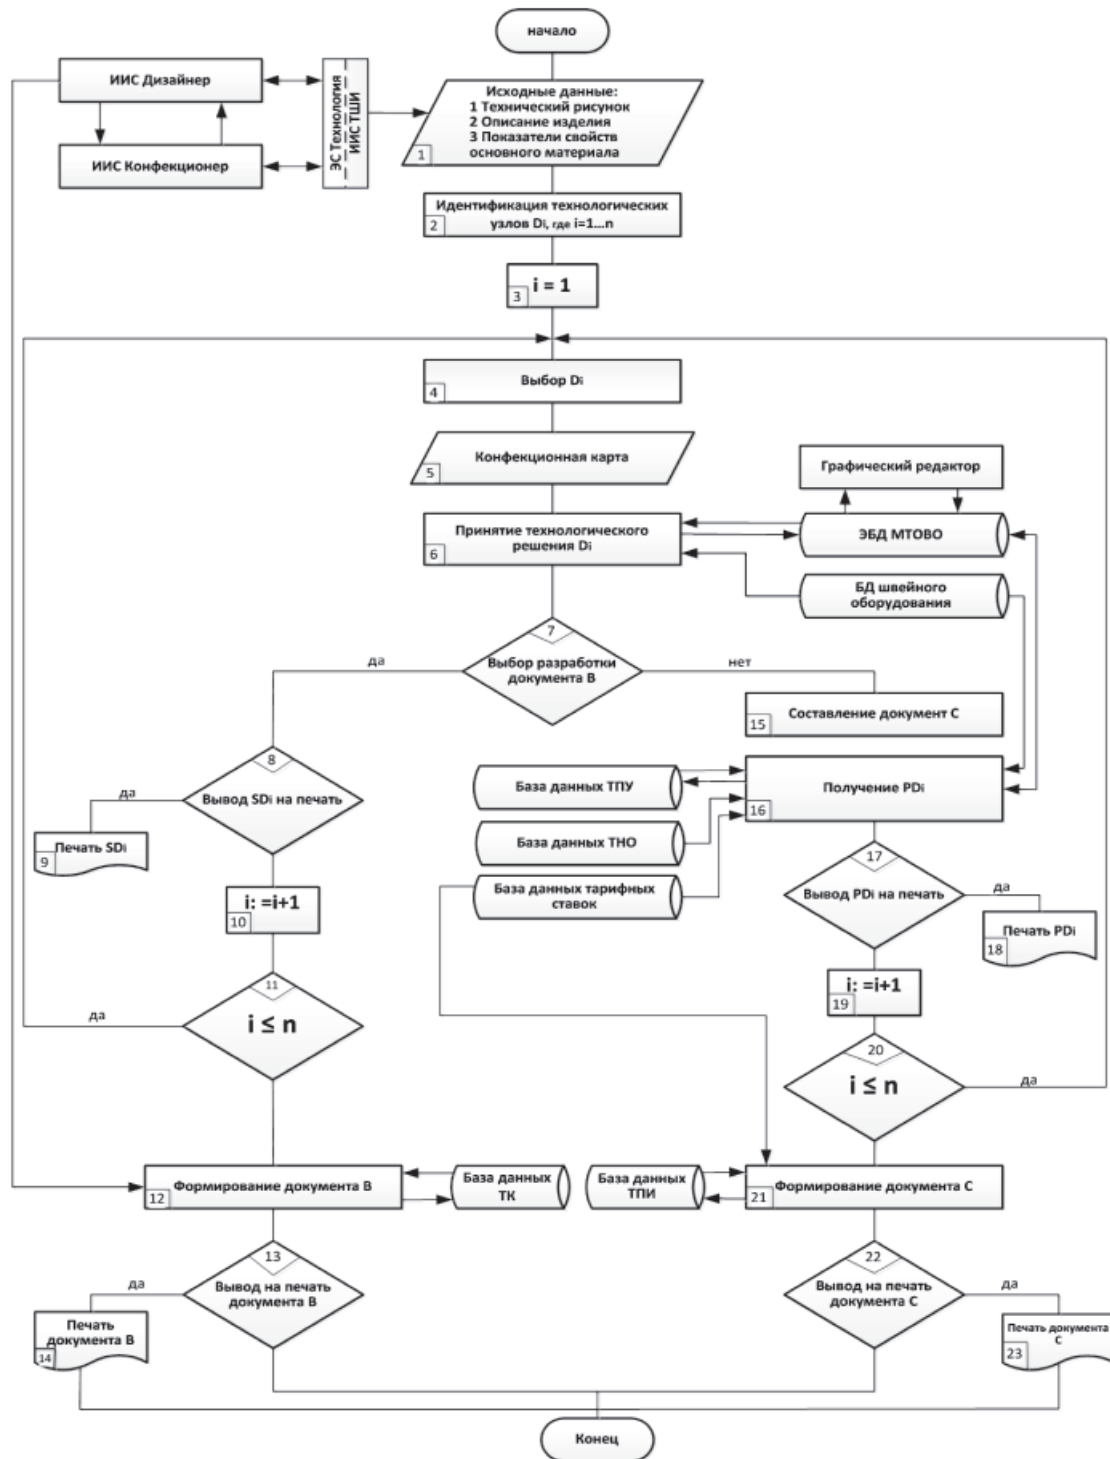 начало
ИИС Дизайнер
ИИС Конфекционер
ЭС Технология
ИИС ТШИ
Исходные данные:
1 Технический рисунок
2 Описание изделия
3 Показатели свойств
основного материала
1
Идентификация технологических
узлов Di, где i=1...n
2
i = 1
3
Выбор Di
4
Конфекционная карта
5
Графический редактор
Принятие технологического
решения Di
6
ЭБД МТОВО
БД швейного
оборудования
7
Выбор разработки
документа В
да
нет
Составление документ С
15
8
Вывод SDi на печать
да
Печать SDi
9
База данных ТПУ
Получение PDi
16
База данных ТНО
База данных тарифных
ставок
17
Вывод PDi на печать
да
Печать PDi
18
i: =i+1
10
i: =i+1
19
11
i ≤ n
да
20
i ≤ n
да
Формирование документа В
12
База данных
ТК
База данных
ТПИ
Формирование документа С
21
13
Вывод на печать
документа В
да
Печать
документа В
14
22
Вывод на печать
документа С
да
Печать документа
С
23
Конец